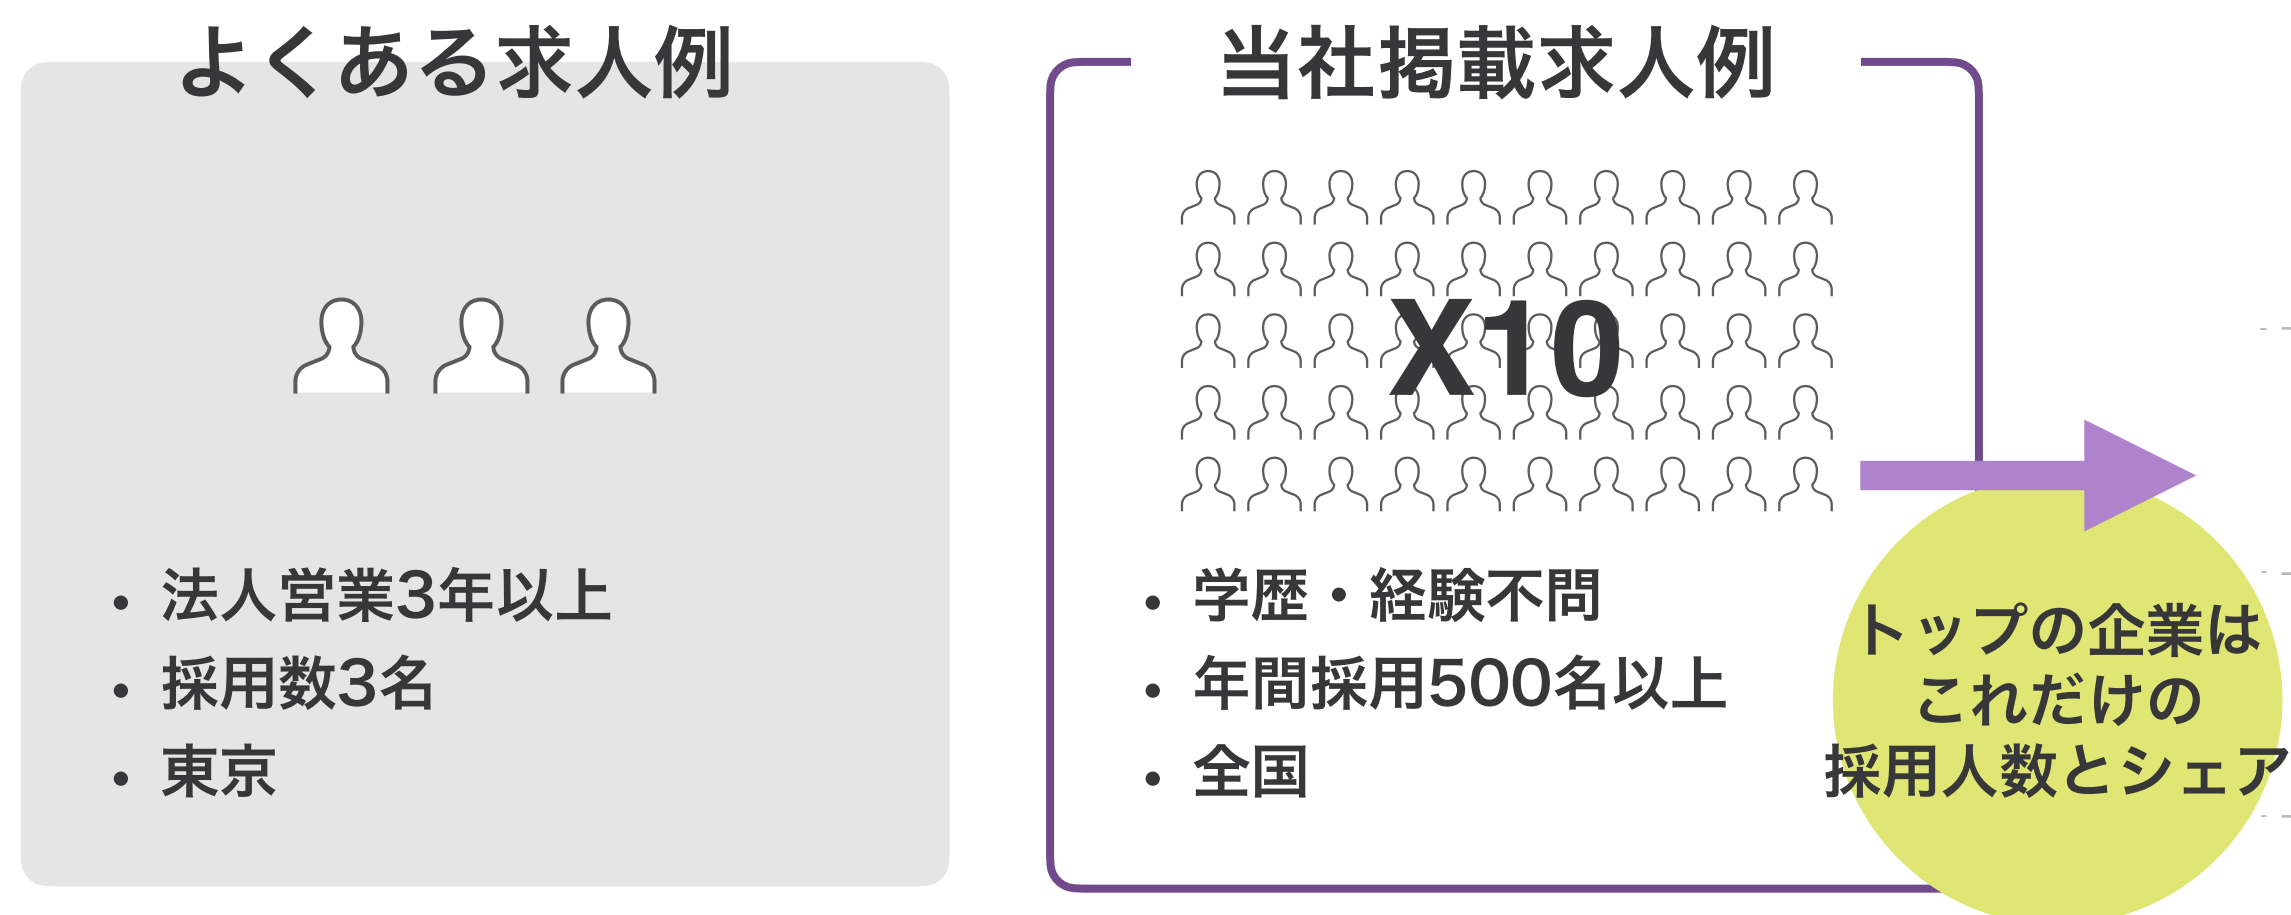 よくある求人例
・法人営業3年以上
・採用数3名
・東京
当社掲載求人例
X10
・学歴・経験不問
・年間採用500名以上
・全国
トップの企業は
これだけの
採用人数とシェア